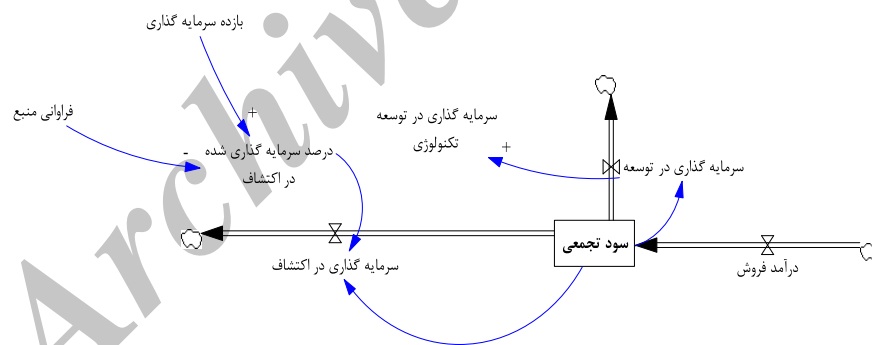 بازده سرمایه گذاری
فراوانی منبع
+
-
درصد سرمایه گذاری شده
در اکتشاف
سرمایه گذاری در توسعه
تکنولوژی
+
سرمایه گذاری در توسعه
سود تجمعی
سرمایه گذاری در اکتشاف
درآمد فروش
Archive